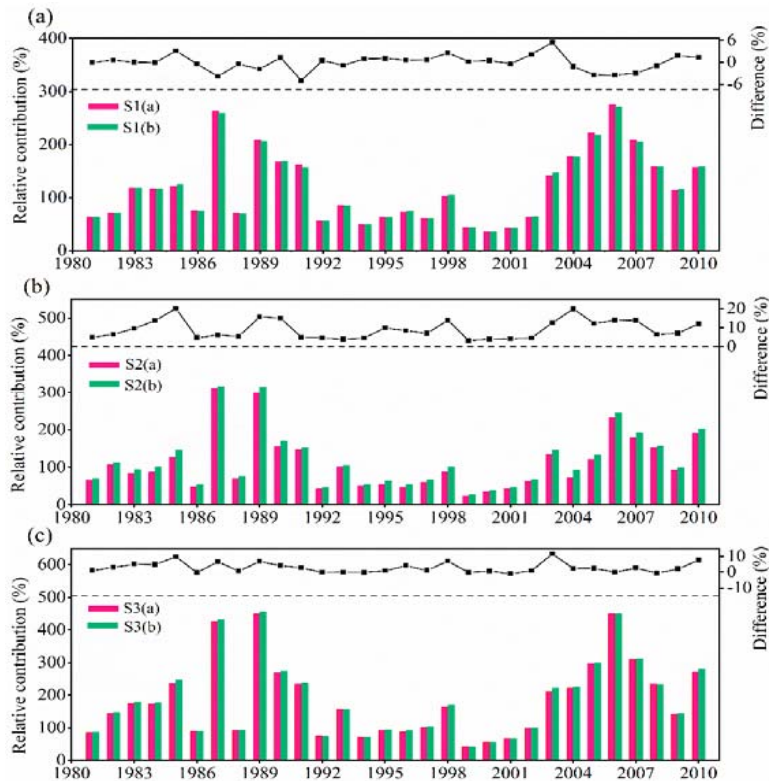 (a)
400
300
200
100
0
Relative contribution (%)
6
0
-6
Difference (%)
S1(a)
S1(b)
1980 1983 1986 1989 1992 1995 1998 2001 2004 2007 2010
(b)
500
400
300
200
100
0
Relative contribution (%)
20
10
0
Difference (%)
S2(a)
S2(b)
1980 1983 1986 1989 1992 1995 1998 2001 2004 2007 2010
(c)
600
500
400
300
200
100
0
Relative contribution (%)
10
0
-10
Difference (%)
S3(a)
S3(b)
1980 1983 1986 1989 1992 1995 1998 2001 2004 2007 2010